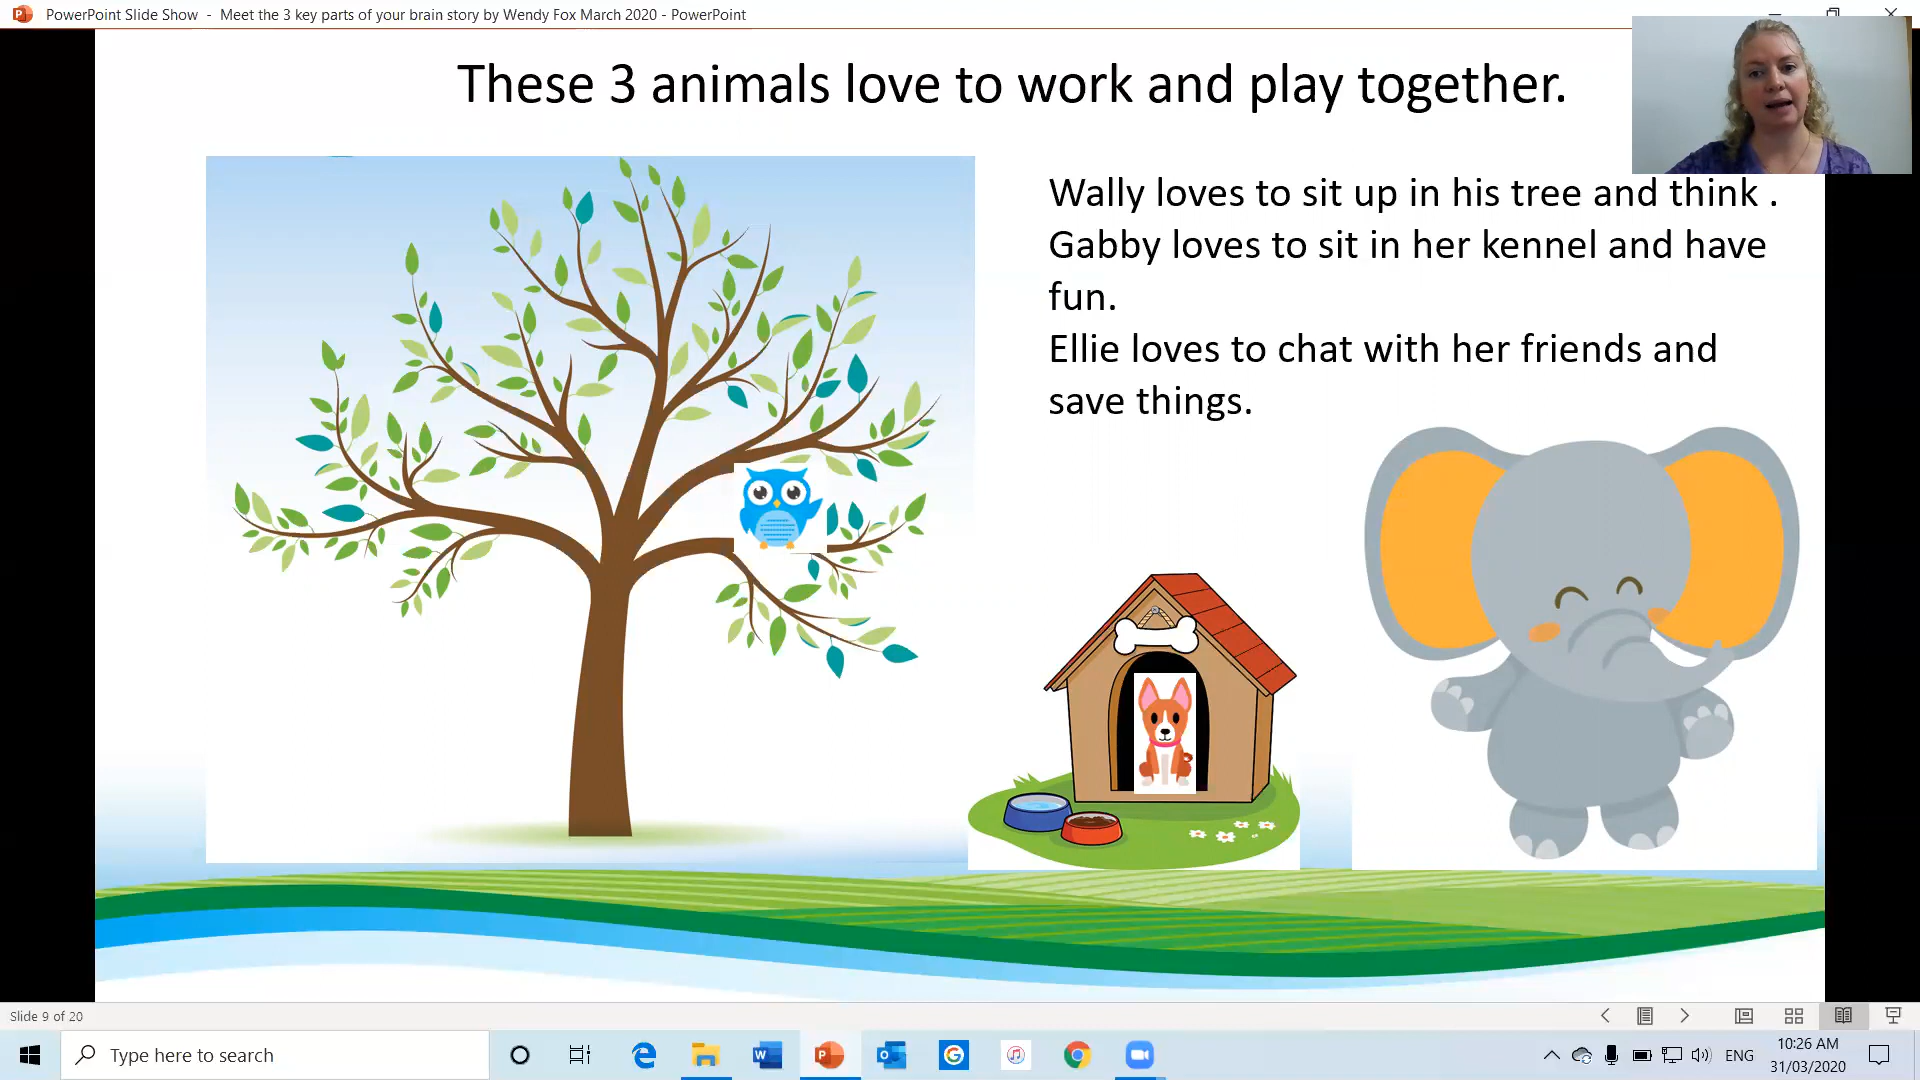 PowerPoint Slide Show - Meet the 3 key parts of your brain story by Wendy Fox March 2020 - PowerPoint
These 3 animals love to work and play together.
Wally loves to sit up in his tree and think .
Gabby loves to sit in her kennel and have
fun.
Ellie loves to chat with her friends and
save things.
Slide 9 of 20
Type here to search
ENG
10:26 AM
31/03/2020